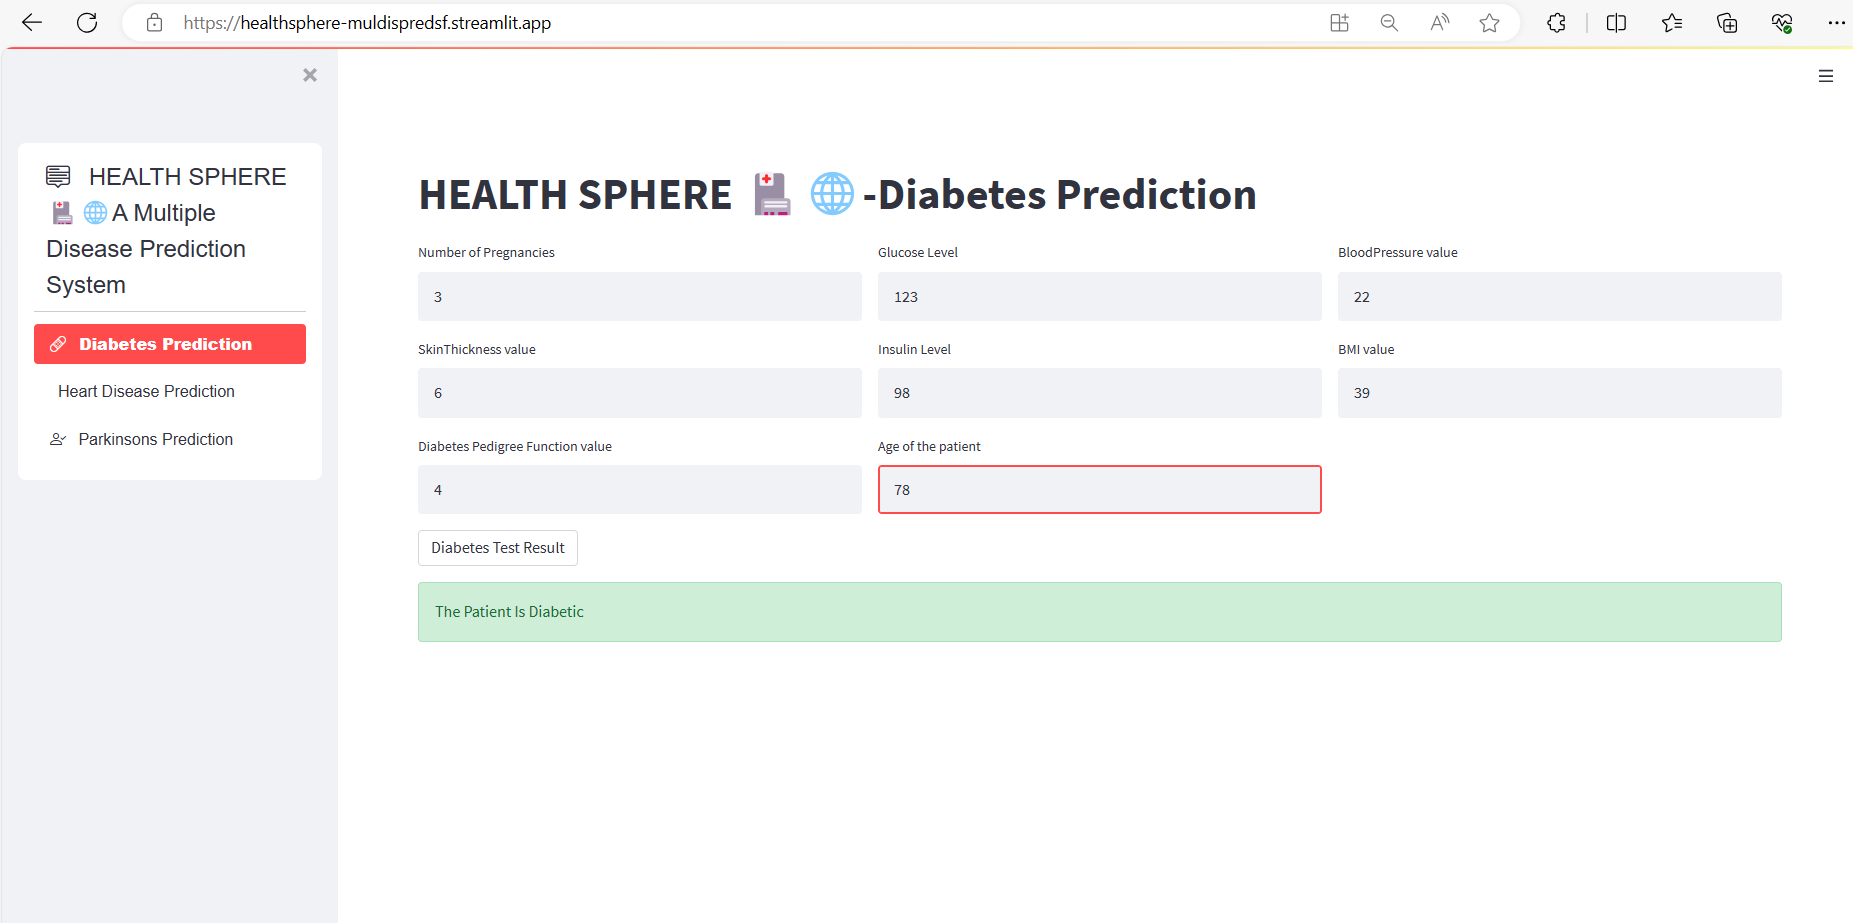 https://healthsphere-muldispredsf.streamlit.app
HEALTH SPHERE
A Multiple
Disease Prediction
System
Diabetes Prediction
Heart Disease Prediction
Parkinsons Prediction
HEALTH SPHERE -Diabetes Prediction
Number of Pregnancies
Glucose Level
BloodPressure value
3
123
22
SkinThickness value
Insulin Level
BMI value
6
98
39
Diabetes Pedigree Function value
Age of the patient
4
78
Diabetes Test Result
The Patient Is Diabetic